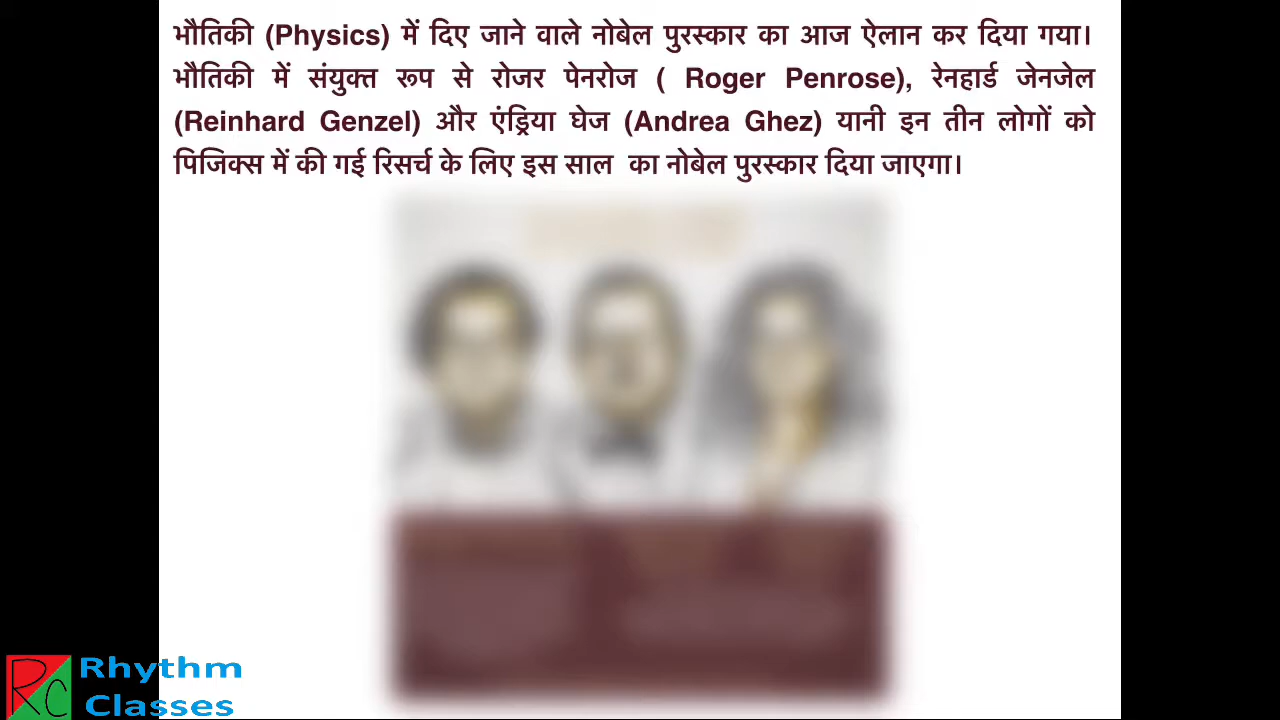 भौतिकी (Physics) में दिए जाने वाले नोबेल पुरस्कार का आज ऐलान कर दिया गया।
भौतिकी में संयुक्त रूप से रोजर पेनरोज ( Roger Penrose), रेनहार्ड जेनजेल
(Reinhard Genzel) और एंड्रिया घेज (Andrea Ghez) यानी इन तीन लोगों को
पिजिक्स में की गई रिसर्च के लिए इस साल का नोबेल पुरस्कार दिया जाएगा।
RC
Rhythm
Classes